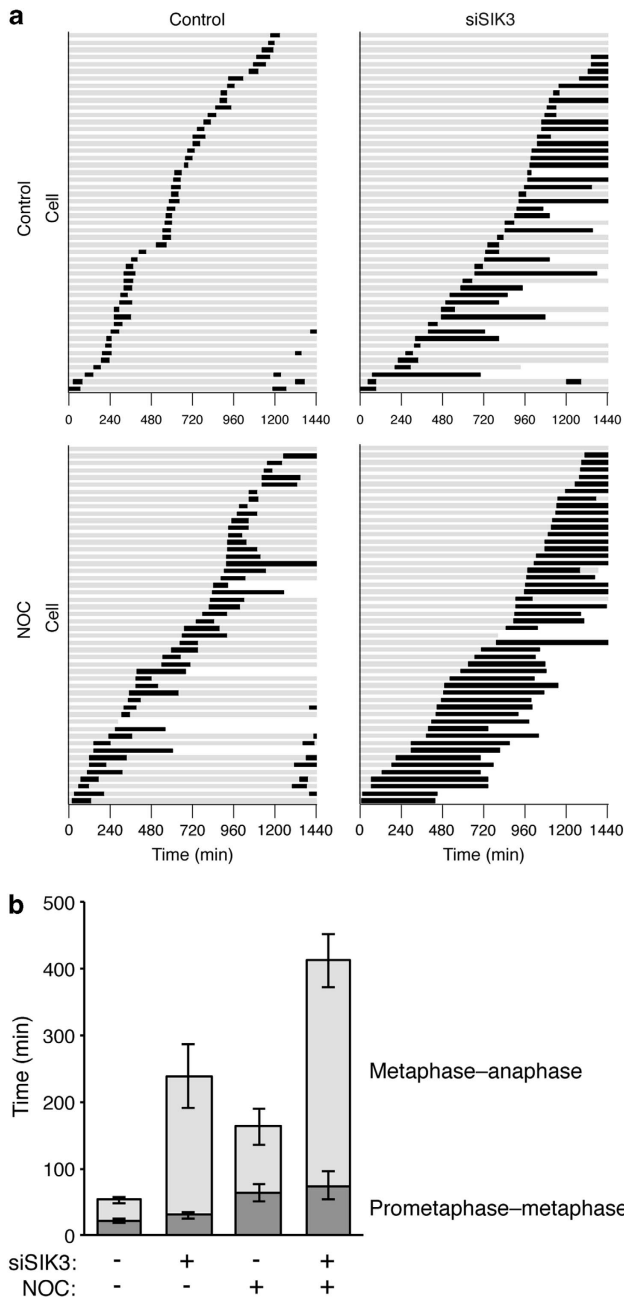 a
Control
siSIK3
Control
Cell
0 240 480 720 960 1200 1440
0 240 480 720 960 1200 1440
NOC
Cell
0 240 480 720 960 1200 1440
0 240 480 720 960 1200 1440
Time (min)
Time (min)
b
500
400
300
200
100
0
Time (min)
Metaphase–anaphase
Prometaphase–metaphase
siSIK3: - + - +
NOC: - - + +